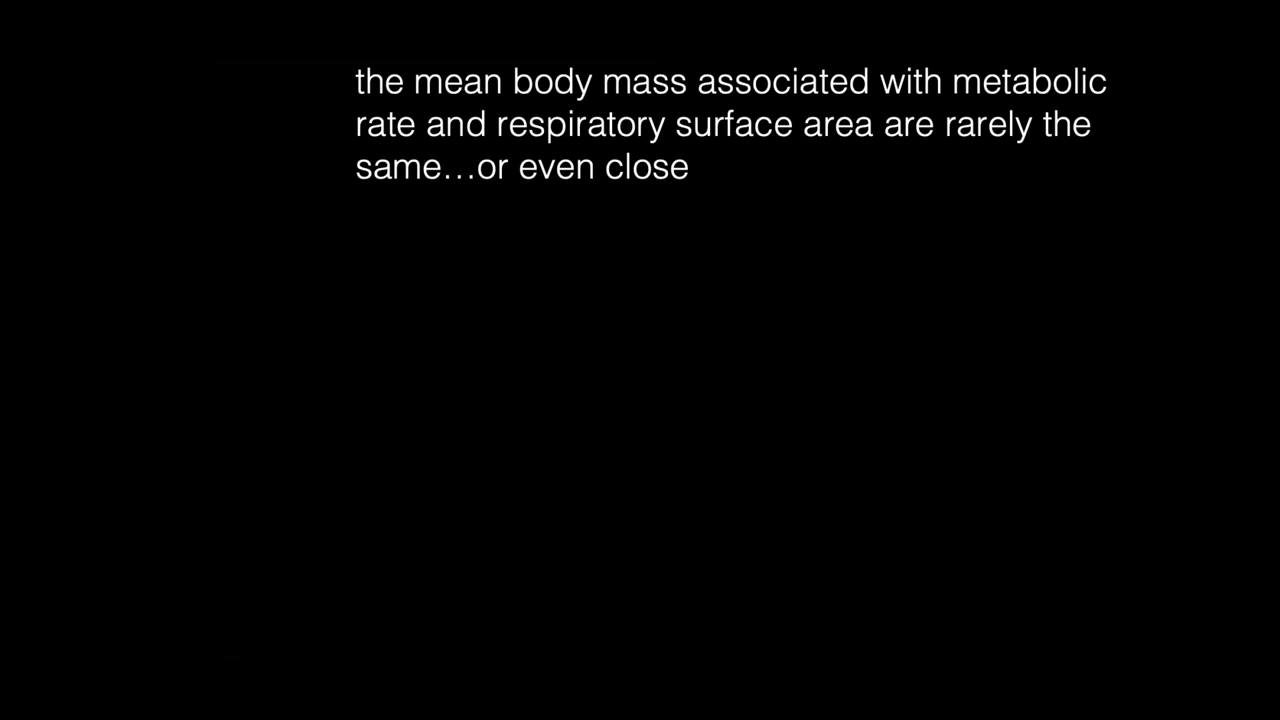 the mean body mass associated with metabolic
rate and respiratory surface area are rarely the
same…or even close